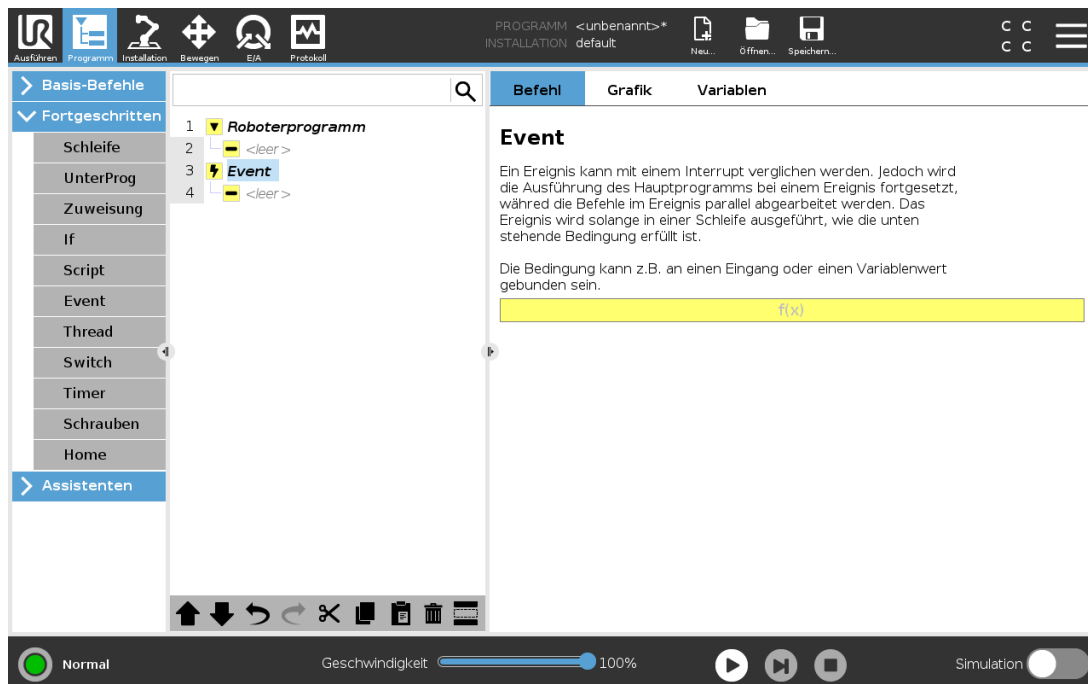 PROGRAMM <unbenannt>*
INSTALLATION default
Ausführen Programm Installation Bewegen E/A Protokoll
Neu... Öffnen... Speichern...
C C
C C
Basis-Befehle
Fortgeschritten
Schleife
UnterProg
Zuweisung
If
Script
Event
Thread
Switch
Timer
Schrauben
Home
Assistenten
1 Roboterprogramm
2 <leer>
3 Event
4 <leer>
Befehl Grafik Variablen
Event
Ein Ereignis kann mit einem Interrupt verglichen werden. Jedoch wird
die Ausführung des Hauptprogramms bei einem Ereignis fortgesetzt,
währed die Befehle im Ereignis parallel abgearbeitet werden. Das
Ereignis wird solange in einer Schleife ausgeführt, wie die unten
stehende Bedingung erfüllt ist.
Die Bedingung kann z.B. an einen Eingang oder einen Variablenwert
gebunden sein.
f(x)
Normal
Geschwindigkeit 100%
Simulation